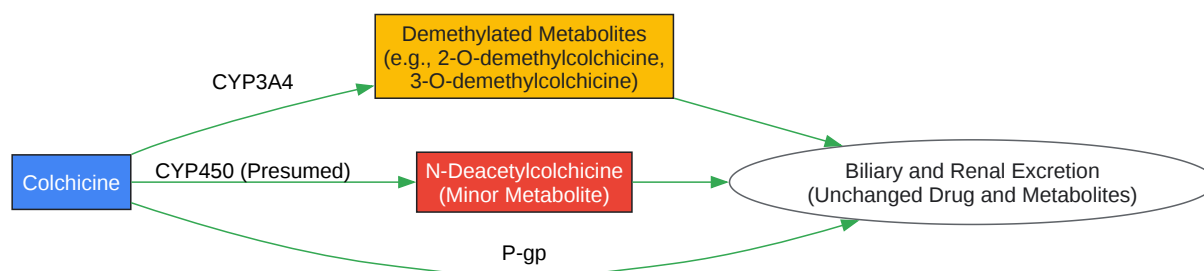 Demethylated Metabolites
(e.g., 2-O-demethylcolchicine,
3-O-demethylcolchicine)
CYP3A4
Colchicine
CYP450 (Presumed)
N-Deacetylcolchicine
(Minor Metabolite)
Biliary and Renal Excretion
(Unchanged Drug and Metabolites)
P-gp